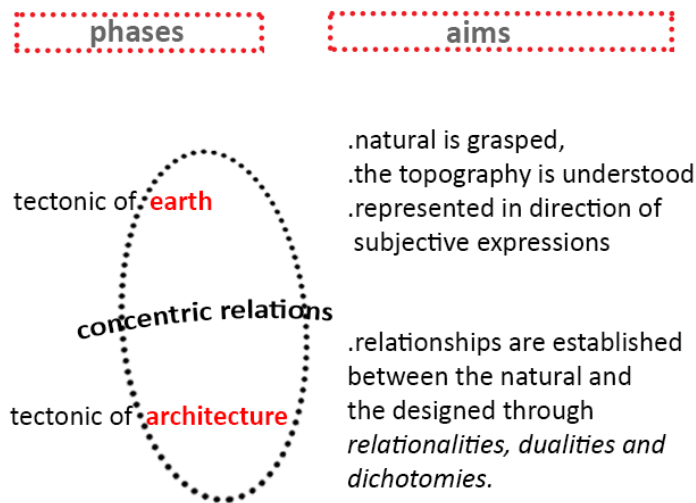 phases
aims
.natural is grasped,
.the topography is understood
tectonic of earth
.represented in direction of
subjective expressions
concentric relations
.relationships are established
between the natural and
tectonic of architecture
the designed through
relationalities, dualities and
dichotomies.